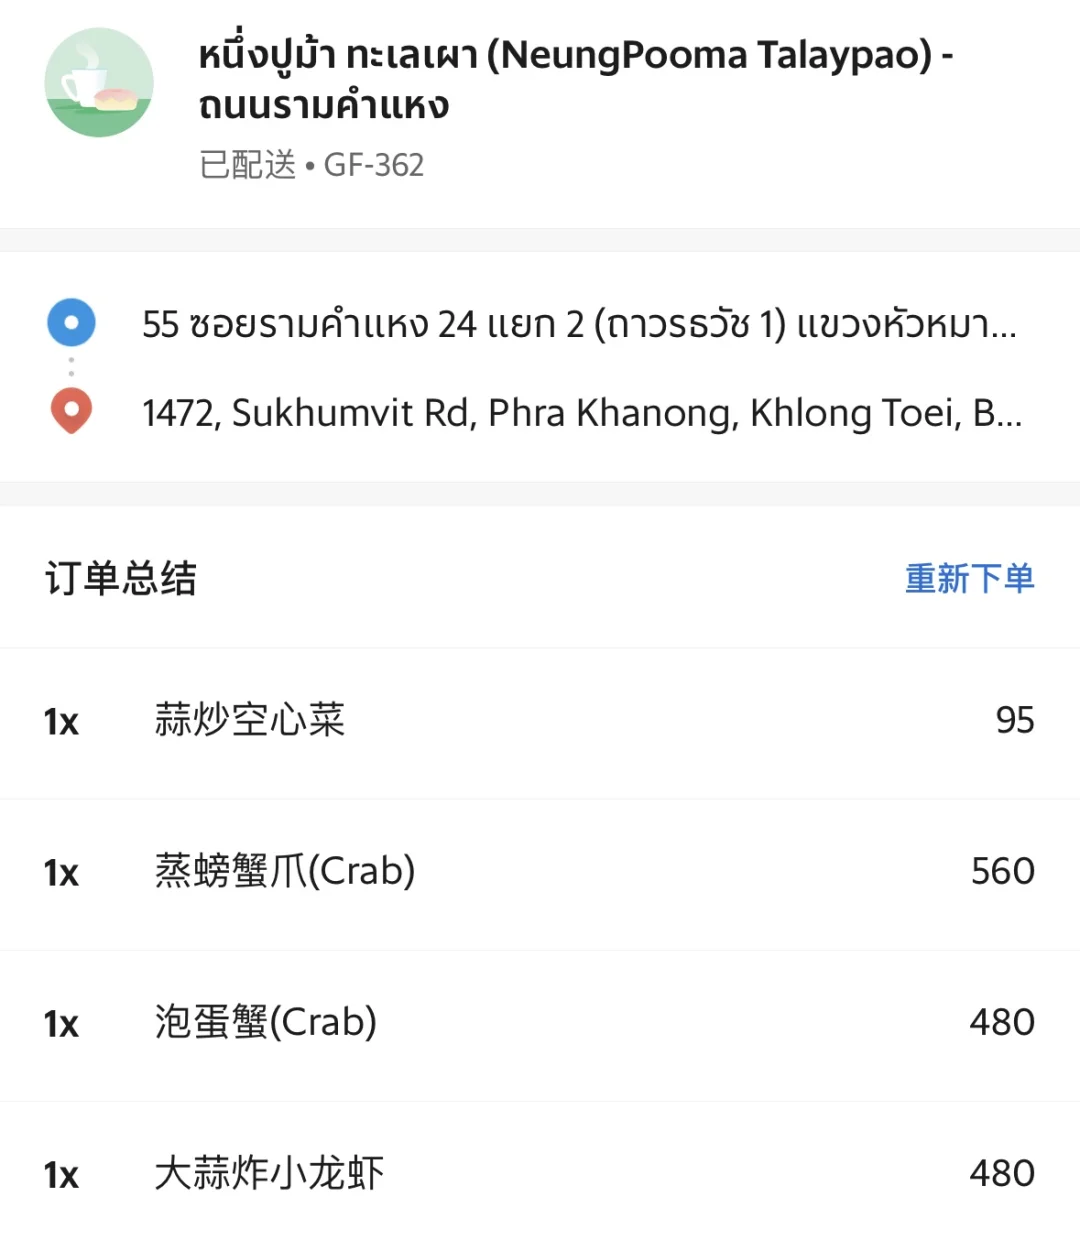 หนึ่งปูม้า ทะเลเผา (NeungPooma Talaypao) -
ถนนรามคำแหง
已配送 • GF-362
55 ซอยรามคำแหง 24 แยก 2 (ถาวรธวัช 1) แขวงหัวหมา...
1472, Sukhumvit Rd, Phra Khanong, Khlong Toei, B...
订单总结 重新下单
1x 蒜炒空心菜 95
1x 蒸螃蟹爪(Crab) 560
1x 泡蛋蟹(Crab) 480
1x 大蒜炸小龙虾 480